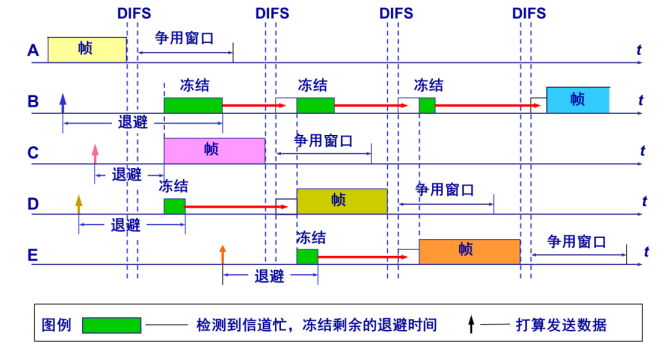 DIFS DIFS DIFS DIFS
A 帧 争用窗口 t
冻结 冻结 冻结
B 帧 t
退避
C 帧 争用窗口 t
退避
冻结
D 帧 争用窗口 t
退避
冻结
E 帧 争用窗口 t
退避
图例 检测到信道忙，冻结剩余的退避时间 打算发送数据